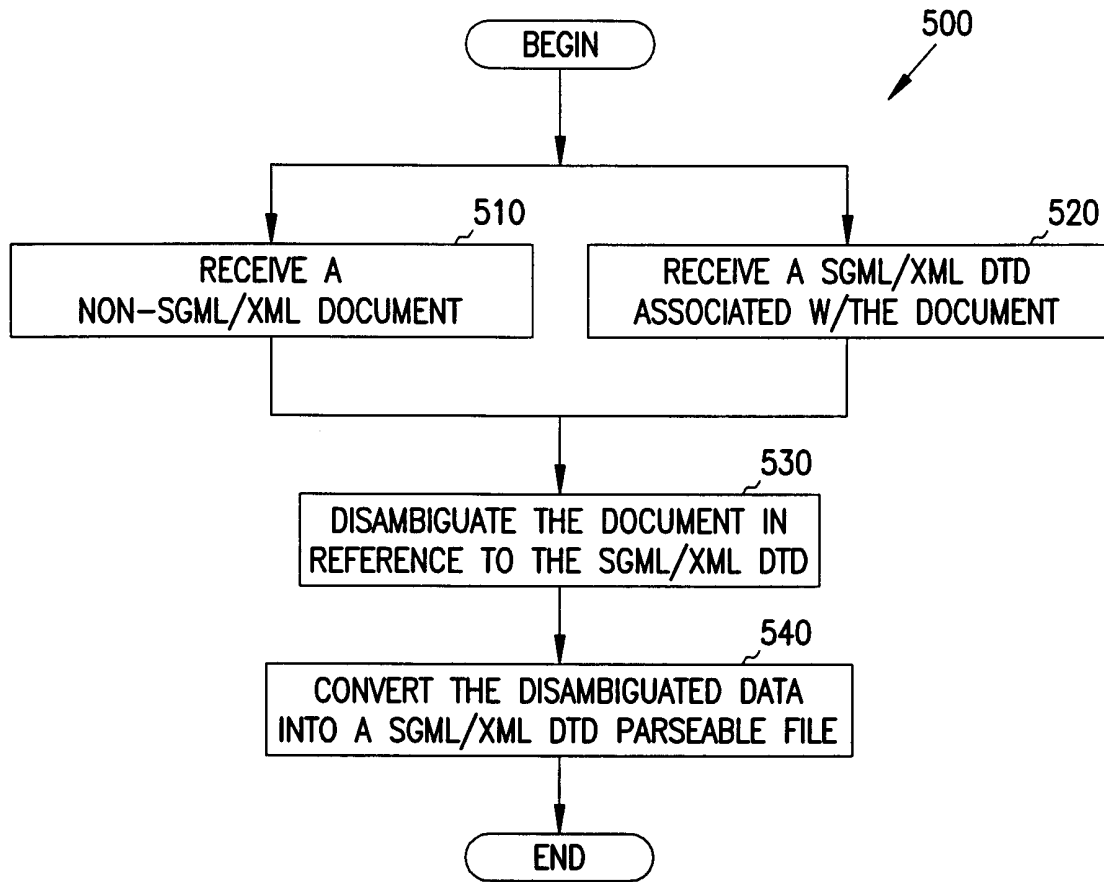 BEGIN
500
510
RECEIVE A
NON-SGML/XML DOCUMENT
520
RECEIVE A SGML/XML DTD
ASSOCIATED W/THE DOCUMENT
530
DISAMBIGUATE THE DOCUMENT IN
REFERENCE TO THE SGML/XML DTD
540
CONVERT THE DISAMBIGUATED DATA
INTO A SGML/XML DTD PARSEABLE FILE
END